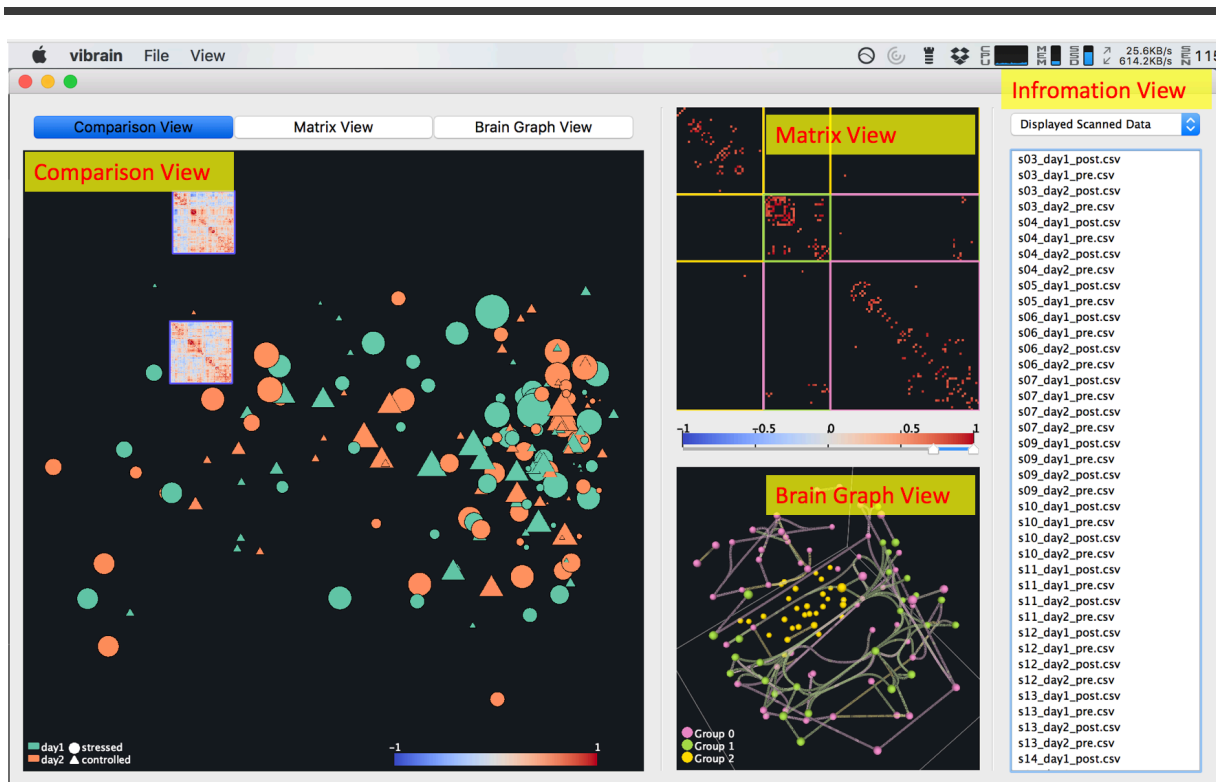 vibrain File View
25.6KB/s
614.2KB/s
CPU
MEM
SSD
SEN
115
Infromation View
Comparison View Matrix View Brain Graph View
Displayed Scanned Data
Comparison View
Matrix View
Brain Graph View
-1 -0.5 .0 .0.5 1
day1 stressed
day2 controlled
-1 1
Group 0
Group 1
Group 2
s03_day1_post.csv
s03_day1_pre.csv
s03_day2_post.csv
s03_day2_pre.csv
s04_day1_post.csv
s04_day1_pre.csv
s04_day2_post.csv
s04_day2_pre.csv
s05_day1_post.csv
s05_day1_pre.csv
s06_day1_post.csv
s06_day1_pre.csv
s06_day2_post.csv
s06_day2_pre.csv
s07_day1_post.csv
s07_day1_pre.csv
s07_day2_post.csv
s07_day2_pre.csv
s09_day1_post.csv
s09_day1_pre.csv
s09_day2_post.csv
s09_day2_pre.csv
s10_day1_post.csv
s10_day1_pre.csv
s10_day2_post.csv
s10_day2_pre.csv
s11_day1_post.csv
s11_day1_pre.csv
s11_day2_post.csv
s11_day2_pre.csv
s12_day1_post.csv
s12_day1_pre.csv
s12_day2_post.csv
s12_day2_pre.csv
s13_day1_post.csv
s13_day1_pre.csv
s13_day2_post.csv
s13_day2_pre.csv
s14_day1_post.csv